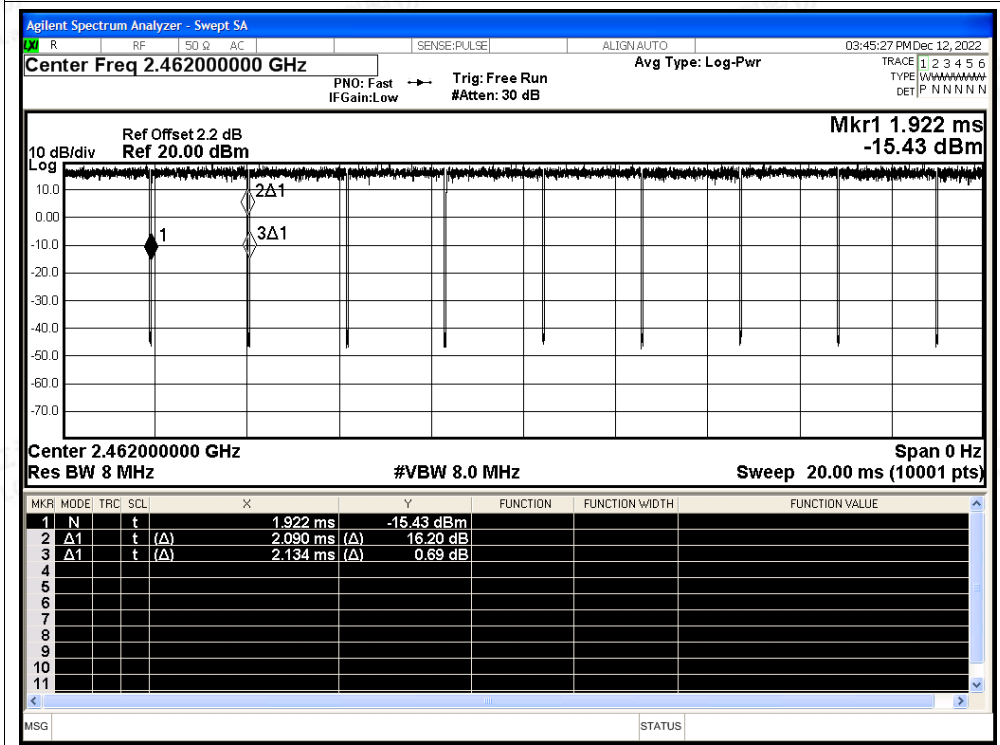 Agilent Spectrum Analyzer - Swept SA
LXI R RF 50 Ω AC SENSE:PULSE ALIGN AUTO 03:45:27 PM Dec 12, 2022
Center Freq 2.462000000 GHz
PNO: Fast
IFGain:Low
Trig: Free Run
#Atten: 30 dB
Avg Type: Log-Pwr
TRACE 1 2 3 4 5 6
TYPE
DET P N N N N N
Ref Offset 2.2 dB
10 dB/div Ref 20.00 dBm
Log
Mkr1 1.922 ms
-15.43 dBm
10.0
0.00
-10.0
-20.0
-30.0
-40.0
-50.0
-60.0
-70.0
2Δ1
1
3Δ1
Center 2.462000000 GHz Span 0 Hz
Res BW 8 MHz #VBW 8.0 MHz Sweep 20.00 ms (10001 pts)
MKR MODE TRC SCL X Y FUNCTION FUNCTION WIDTH FUNCTION VALUE
1 N t 1.922 ms -15.43 dBm
2 Δ1 t (Δ) 2.090 ms (Δ) 16.20 dB
3 Δ1 t (Δ) 2.134 ms (Δ) 0.69 dB
4
5
6
7
8
9
10
11
MSG STATUS